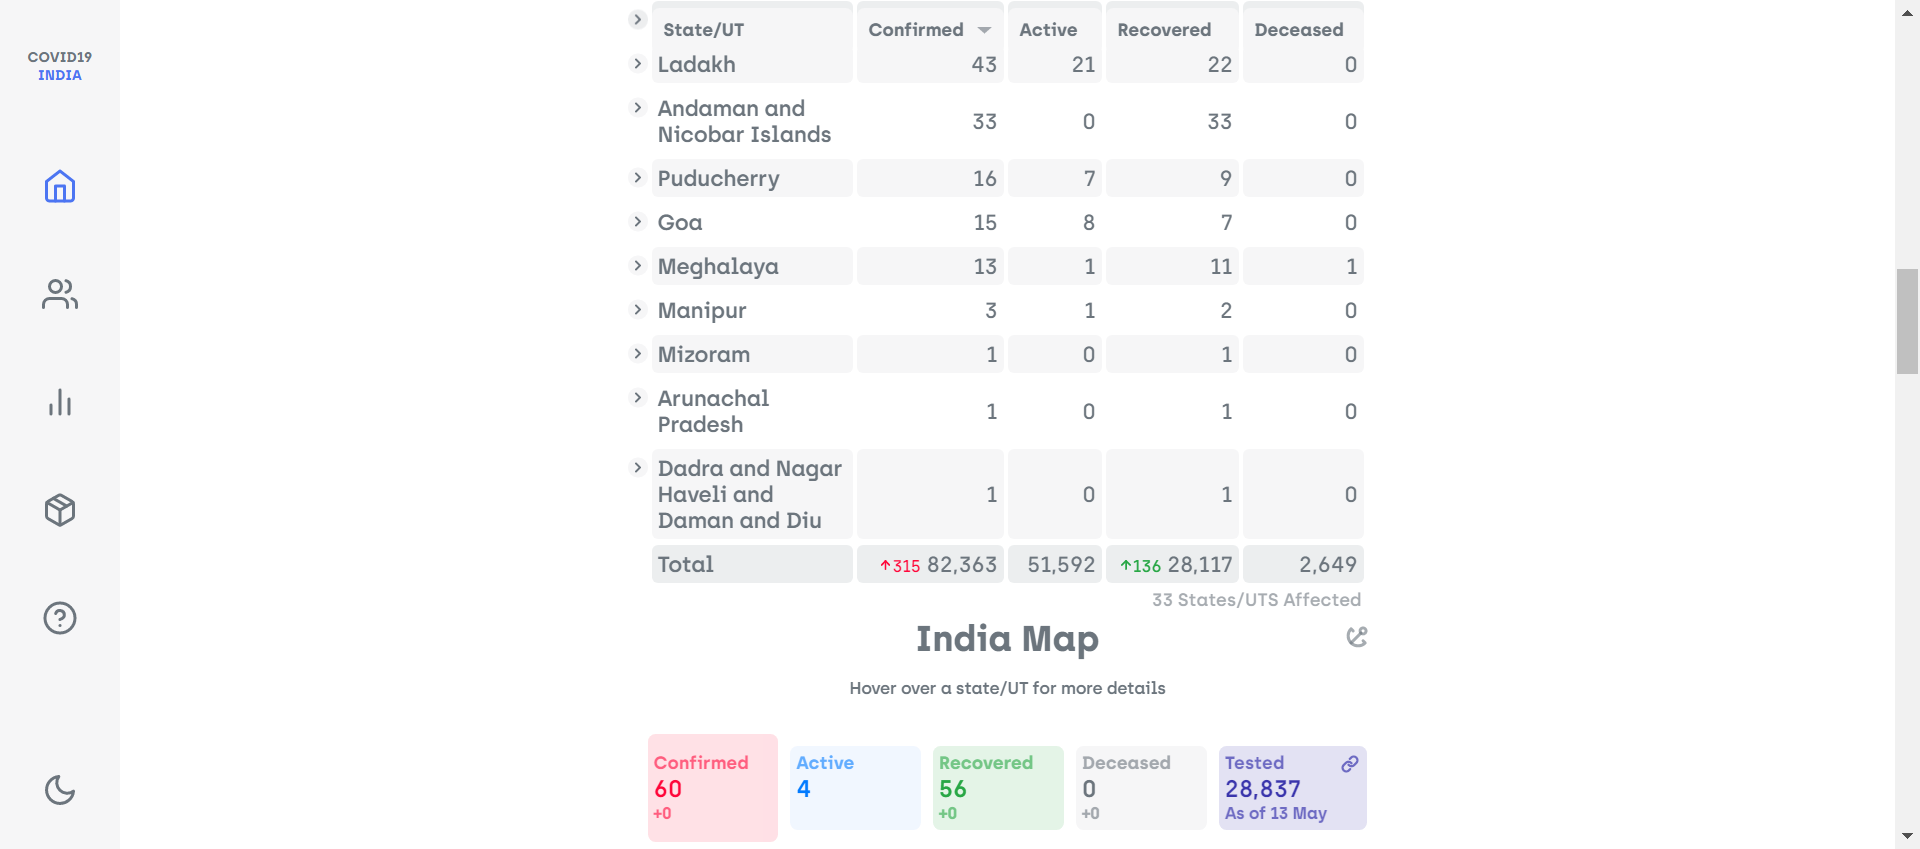 COVID19
INDIA
State/UT Confirmed Active Recovered Deceased
Ladakh 43 21 22 0
Andaman and
Nicobar Islands 33 0 33 0
Puducherry 16 7 9 0
Goa 15 8 7 0
Meghalaya 13 1 11 1
Manipur 3 1 2 0
Mizoram 1 0 1 0
Arunachal
Pradesh 1 0 1 0
Dadra and Nagar
Haveli and 1 0 1 0
Daman and Diu
Total ↑315 82,363 51,592 ↑136 28,117 2,649
33 States/UTS Affected
India Map
Hover over a state/UT for more details
Confirmed Active Recovered Deceased Tested
60 4 56 0 28,837
+0 +0 +0 As of 13 May